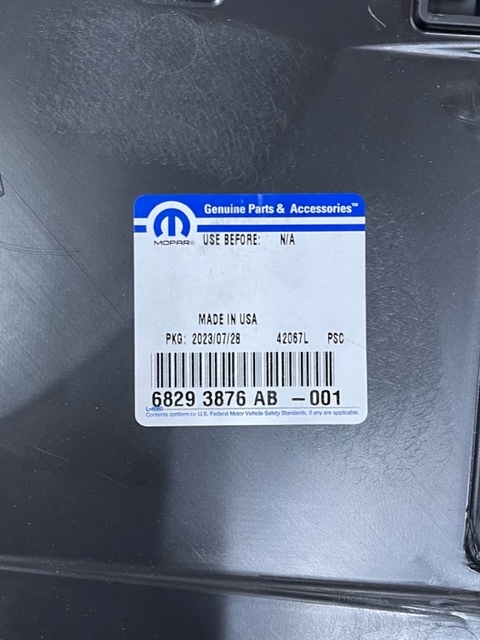 Genuine Parts & Accessories™
MOPAR®
USE BEFORE: N/A
MADE IN USA
PKG: 2023/07/28 42067L PSC
6829 3876 AB -001
Contents conform to U.S. Federal Motor Vehicle Safety Standards, if any are applicable.